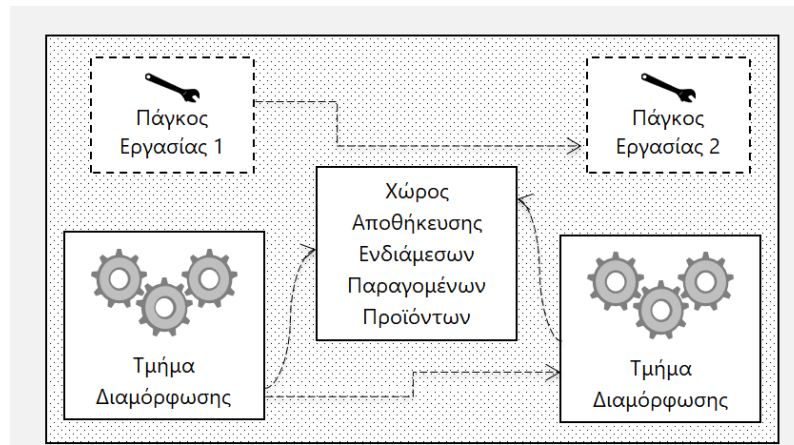 Πάγκος
Εργασίας 1
Πάγκος
Εργασίας 2
Χώρος
Αποθήκευσης
Ενδιάμεσων
Παραγομένων
Προϊόντων
Τμήμα
Διαμόρφωσης
Τμήμα
Διαμόρφωσης